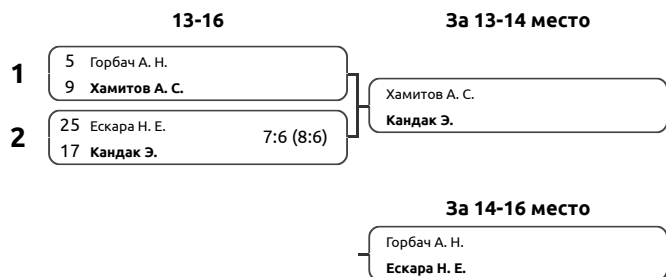 13-16
За 13-14 место
1
5 Горбач А. Н.
9 Хамитов А. С.
2
25 Ескара Н. Е.
17 Кандак Э.
7:6 (8:6)
Хамитов А. С.
Кандак Э.
За 14-16 место
Горбач А. Н.
Ескара Н. Е.